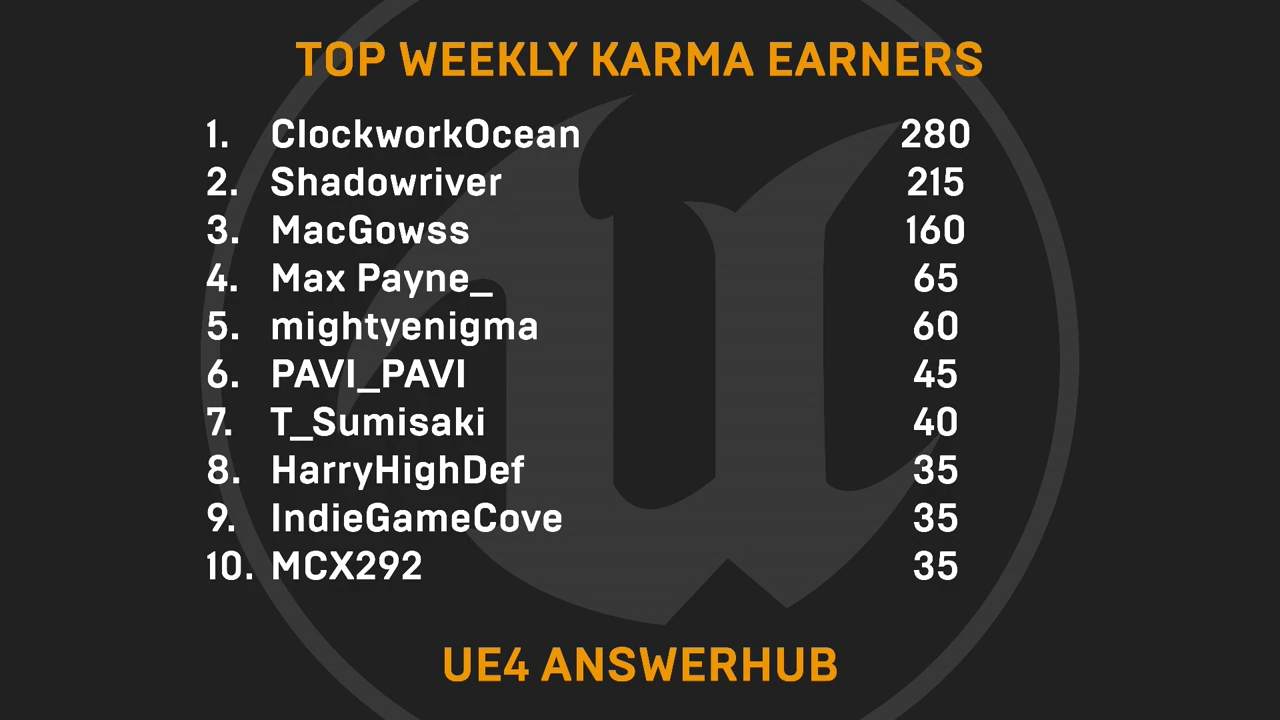 TOP WEEKLY KARMA EARNERS
1. ClockworkOcean 280
2. Shadowriver 215
3. MacGowss 160
4. Max Payne_ 65
5. mightyenigma 60
6. PAVI_PAVI 45
7. T_Sumisaki 40
8. HarryHighDef 35
9. IndieGameCove 35
10. MCX292 35
UE4 ANSWERHUB